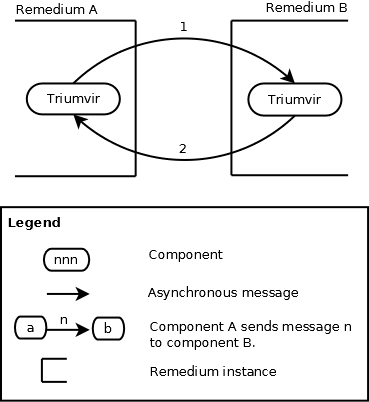 Remedium A
Remedium B
1
Triumvir
Triumvir
2
Legend
nnn
Component
Asynchronous message
a
n
b
Component A sends message n
to component B.
Remedium instance